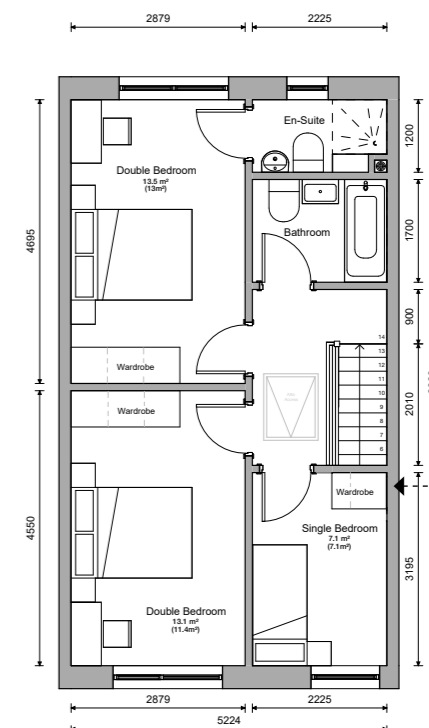 2879
2225
En-Suite
1200
Double Bedroom
13.5 m²
(13m²)
1700
Bathroom
4695
900
14
13
12
11
10
9
8
7
6
2010
Wardrobe
Wardrobe
Wardrobe
4550
Single Bedroom
7.1 m²
(7.1m²)
3195
Double Bedroom
13.1 m²
(11.4m²)
2879
2225
5224